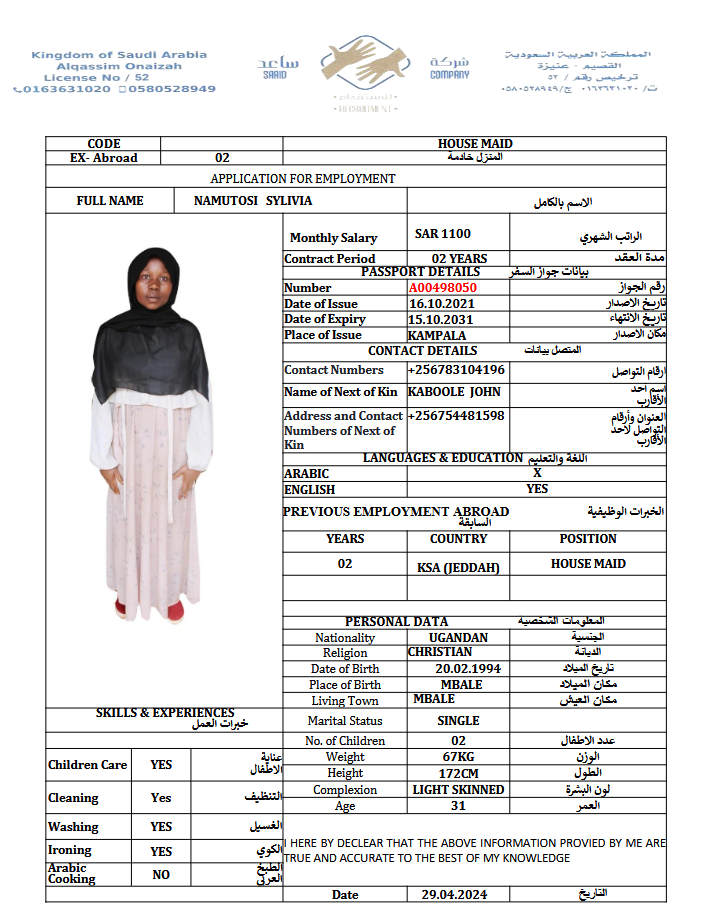 Kingdom of Saudi Arabia
Alqassim Onaizah
License No / 52
0163631020 0580528949
ساعد شركة
SAAID COMPANY
للاستقدام
RECRUITMENT
المملكة العربية السعودية
القصيم - عنيزة
ترخيص رقم / ٥٢
ت/ ٠١٦٣٦٣١٠٢٠ ج/ ٠٥٨٠٥٢٨٩٤٩
CODE HOUSE MAID
EX- Abroad 02 المنزل خادمة
APPLICATION FOR EMPLOYMENT
FULL NAME NAMUTOSI SYLIVIA الاسم بالكامل
Monthly Salary SAR 1100 الراتب الشهري
Contract Period 02 YEARS مدة العقد
PASSPORT DETAILS بيانات جواز السفر
Number A00498050 رقم الجواز
Date of Issue 16.10.2021 تاريخ الاصدار
Date of Expiry 15.10.2031 تاريخ الانتهاء
Place of Issue KAMPALA مكان الاصدار
CONTACT DETAILS المتصل بيانات
Contact Numbers +256783104196 ارقام التواصل
Name of Next of Kin KABOOLE JOHN اسم احد
الأقارب
Address and Contact +256754481598 العنوان وأرقام
Numbers of Next of التواصل لاحد
Kin الأقارب
LANGUAGES & EDUCATION اللغة والتعليم
ARABIC X
ENGLISH YES
PREVIOUS EMPLOYMENT ABROAD الخبرات الوظيفية
السابقة
YEARS COUNTRY POSITION
02 KSA (JEDDAH) HOUSE MAID
PERSONAL DATA المعلومات الشخصية
Nationality UGANDAN الجنسية
Religion CHRISTIAN الديانة
Date of Birth 20.02.1994 تاريخ الميلاد
Place of Birth MBALE مكان الميلاد
Living Town MBALE مكان العيش
Marital Status SINGLE
No. of Children 02 عدد الاطفال
Weight 67KG الوزن
Height 172CM الطول
Complexion LIGHT SKINNED لون البشرة
Age 31 العمر
SKILLS & EXPERIENCES
خبرات العمل
Children Care YES عناية
الاطفال
Cleaning Yes التنظيف
Washing YES الغسيل
Ironing YES الكوي
Arabic الطبخ
Cooking NO العربى
I HERE BY DECLEAR THAT THE ABOVE INFORMATION PROVIED BY ME ARE
TRUE AND ACCURATE TO THE BEST OF MY KNOWLEDGE
Date 29.04.2024 التاريخ